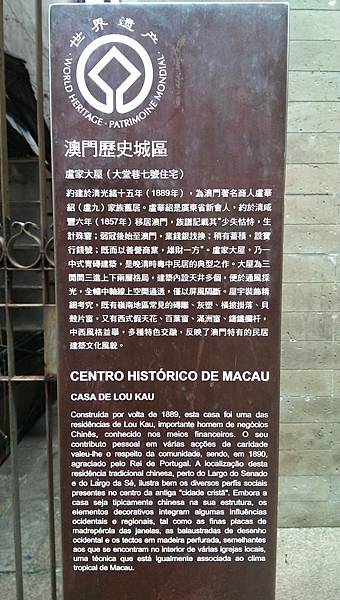 世界遺产
WORLD HERITAGE · PATRIMOINE MONDIAL
澳門歷史城區
盧家大屋（大堂巷七號住宅）
約建於清光緒十五年（1889年），為澳門著名商人盧華
紹（盧九）家族舊居。盧華紹是廣東省新會人，約於清咸
豐六年（1857年）移居澳門，族譜記載其"少失怙恃，生
計殊窘；弱冠後始至澳門，業錢銀找換；稍有蓄積，設寶
行錢號；既而以善營商業，雄財一方"。盧家大屋，乃一
中式青磚建築，是晚清時粵中民居的典型之作。大屋為三
開間三進上下兩層格局，建築內設天井多個，便於通風採
光，全幢中軸線上空間通透，僅以屏風隔斷。屋宇裝飾精
細考究，既有嶺南地區常見的磚雕、灰塑、橫披掛落、貝
殼片窗，又有西式假天花、百葉窗、滿洲窗、鑄鐵欄杆，
中西風格並舉，多種特色交融，反映了澳門特有的民居
建築文化風貌。
CENTRO HISTÓRICO DE MACAU
CASA DE LOU KAU
Construída por volta de 1889, esta casa foi uma das
residências de Lou Kau, importante homem de negócios
Chinês, conhecido nos meios financeiros. O seu
contributo pessoal em várias acções de caridade
valeu-lhe o respeito da comunidade, sendo, em 1890,
agraciado pelo Rei de Portugal. A localização desta
residência tradicional chinesa, perto do Largo do Senado
e do Largo da Sé, ilustra bem os diversos perfis sociais
presentes no centro da antiga "cidade cristã". Embora a
casa seja tipicamente chinesa na sua estrutura, os
elementos decorativos integram algumas influências
ocidentais e regionais, tal como as finas placas de
madrepérola das janelas, as balaustradas de desenho
ocidental e os tectos em madeira perfurada, semelhantes
aos que se encontram no interior de várias igrejas locais,
uma técnica que está igualmente associada ao clima
tropical de Macau.